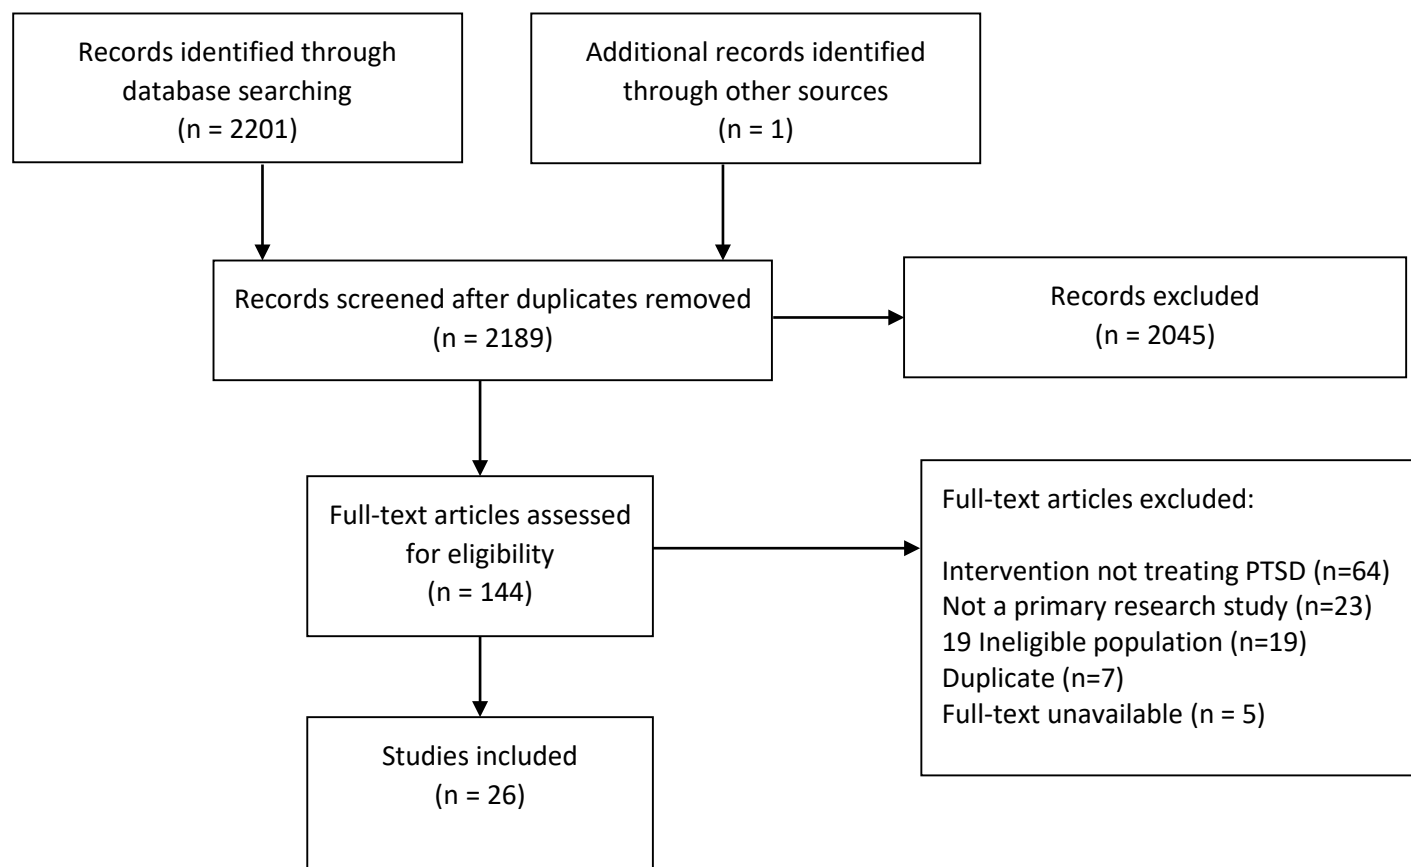 Records identified through
database searching
(n = 2201)
Additional records identified
through other sources
(n = 1)
Records screened after duplicates removed
(n = 2189)
Records excluded
(n = 2045)
Full-text articles assessed
for eligibility
(n = 144)
Full-text articles excluded:
Intervention not treating PTSD (n=64)
Not a primary research study (n=23)
19 Ineligible population (n=19)
Duplicate (n=7)
Full-text unavailable (n = 5)
Studies included
(n = 26)